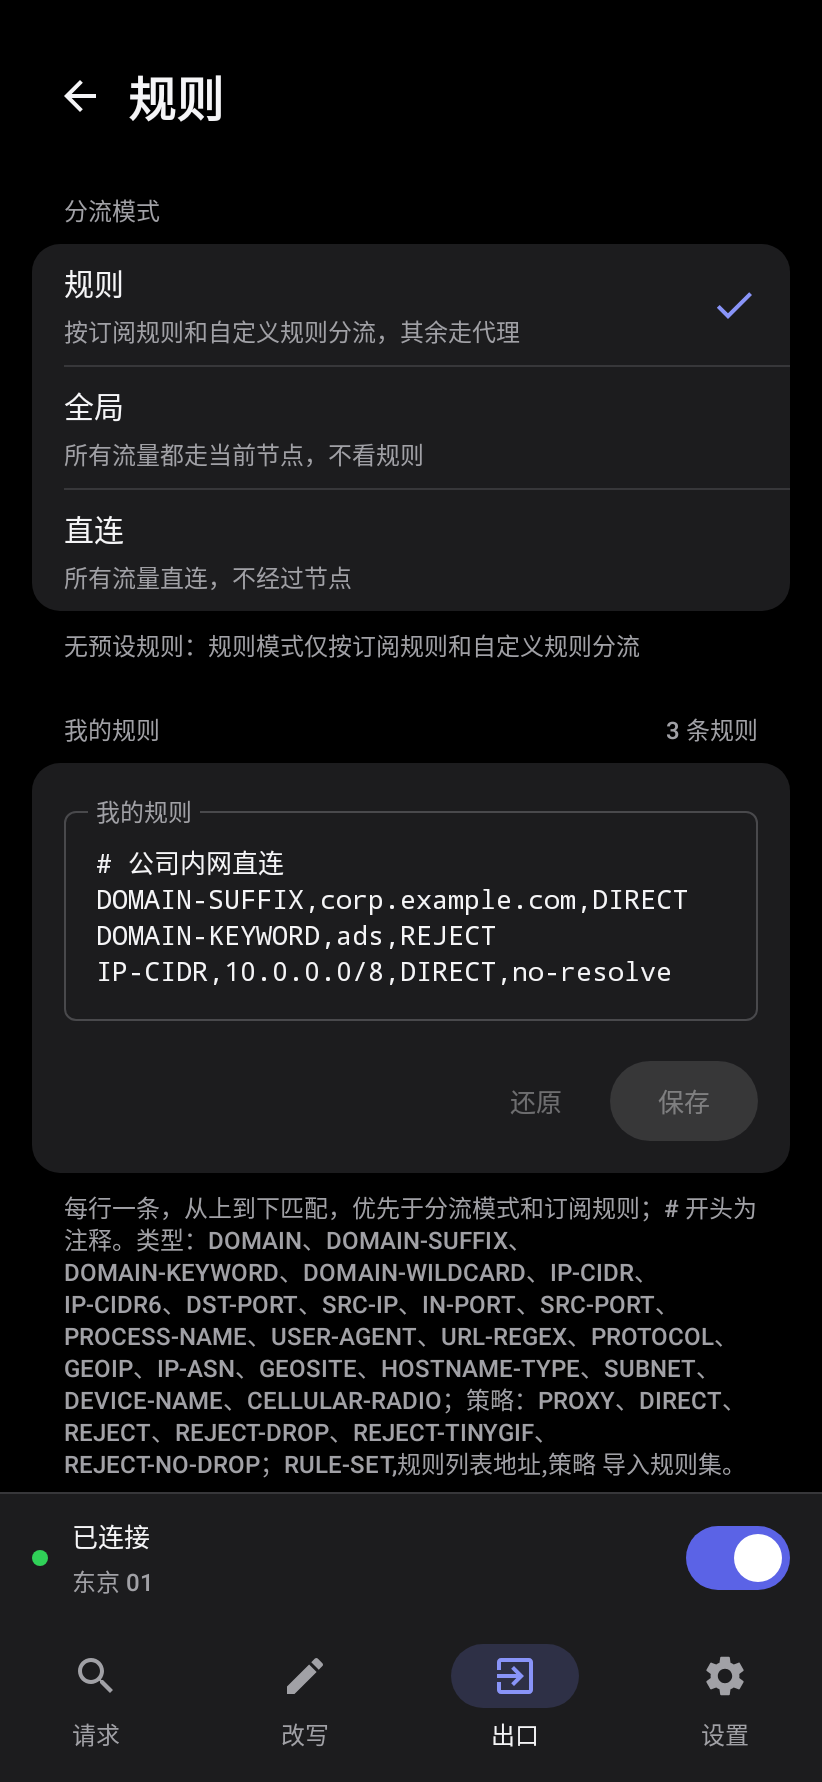 规则
分流模式
规则
按订阅规则和自定义规则分流，其余走代理
全局
所有流量都走当前节点，不看规则
直连
所有流量直连，不经过节点
无预设规则：规则模式仅按订阅规则和自定义规则分流
我的规则 3 条规则
我的规则
# 公司内网直连
DOMAIN-SUFFIX,corp.example.com,DIRECT
DOMAIN-KEYWORD,ads,REJECT
IP-CIDR,10.0.0.0/8,DIRECT,no-resolve
还原 保存
每行一条，从上到下匹配，优先于分流模式和订阅规则；# 开头为
注释。类型：DOMAIN、DOMAIN-SUFFIX、
DOMAIN-KEYWORD、DOMAIN-WILDCARD、IP-CIDR、
IP-CIDR6、DST-PORT、SRC-IP、IN-PORT、SRC-PORT、
PROCESS-NAME、USER-AGENT、URL-REGEX、PROTOCOL、
GEOIP、IP-ASN、GEOSITE、HOSTNAME-TYPE、SUBNET、
DEVICE-NAME、CELLULAR-RADIO；策略：PROXY、DIRECT、
REJECT、REJECT-DROP、REJECT-TINYGIF、
REJECT-NO-DROP；RULE-SET,规则列表地址,策略 导入规则集。
已连接
东京 01
请求 改写 出口 设置